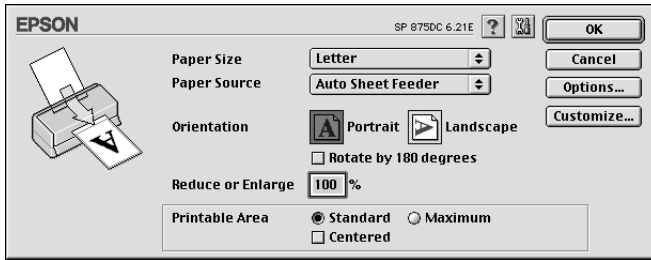 EPSON SP 875DC 6.21E ? OK
Paper Size Letter Cancel
Paper Source Auto Sheet Feeder Options...
Orientation A Portrait A Landscape Customize...
Rotate by 180 degrees
Reduce or Enlarge 100 %
Printable Area Standard Maximum
Centered
A